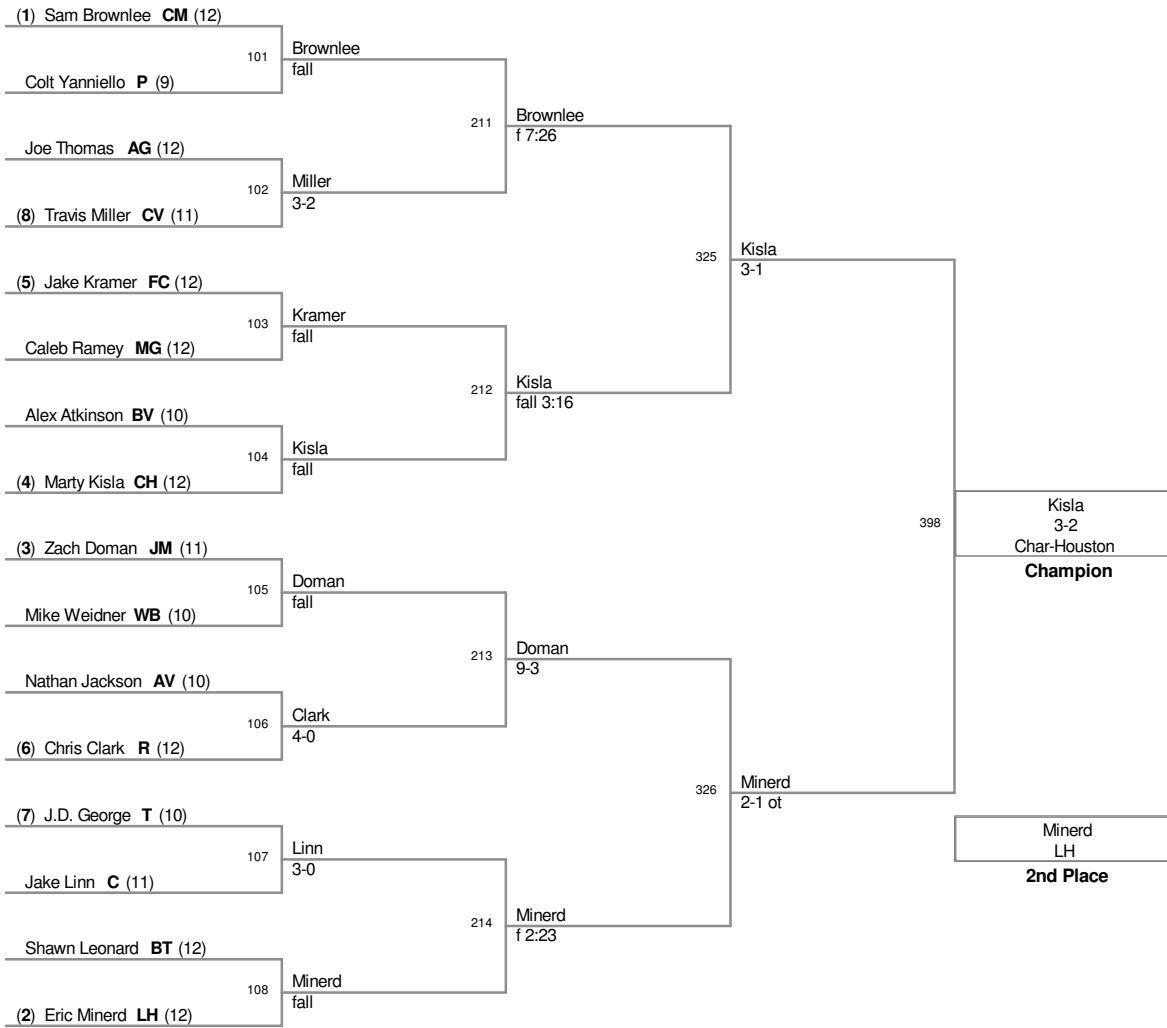 (1) Sam Brownlee CM (12)
101
Brownlee
fall
Colt Yanniello P (9)
211
Brownlee
f 7:26
Joe Thomas AG (12)
102
Miller
3-2
(8) Travis Miller CV (11)
325
Kisla
3-1
(5) Jake Kramer FC (12)
103
Kramer
fall
Caleb Ramey MG (12)
212
Kisla
fall 3:16
Alex Atkinson BV (10)
104
Kisla
fall
(4) Marty Kisla CH (12)
398
Kisla
3-2
Char-Houston
Champion
(3) Zach Doman JM (11)
105
Doman
fall
Mike Weidner WB (10)
213
Doman
9-3
Nathan Jackson AV (10)
106
Clark
4-0
(6) Chris Clark R (12)
326
Minerd
2-1 ot
(7) J.D. George T (10)
107
Linn
3-0
Jake Linn C (11)
214
Minerd
f 2:23
Shawn Leonard BT (12)
108
Minerd
fall
(2) Eric Minerd LH (12)
Minerd
LH
2nd Place